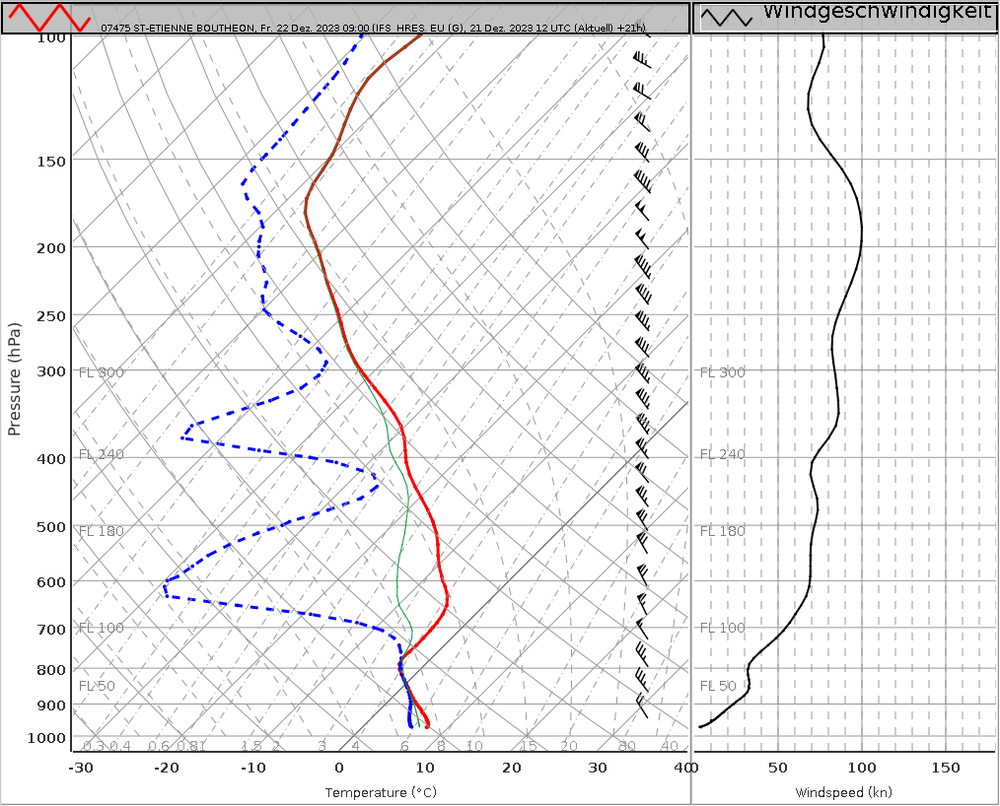 07475 ST-ETIENNE BOUTHEON, Fr. 22 Dez. 2023 09:00 (IFS HRES EU (G), 21 Dez. 2023 12 UTC (Aktuell) +21h)
Windgeschwindigkeit
100
150
200
250
300
400
500
600
700
800
900
1000
Pressure (hPa)
FL 300
FL 240
FL 180
FL 100
FL 50
FL 300
FL 240
FL 180
FL 100
FL 50
0.3 0.4 0.6 0.8 1 1.5 2 3 4 6 8 10 15 20 30 40
-30 -20 -10 0 10 20 30 40
Temperature (°C)
0 50 100 150
Windspeed (kn)